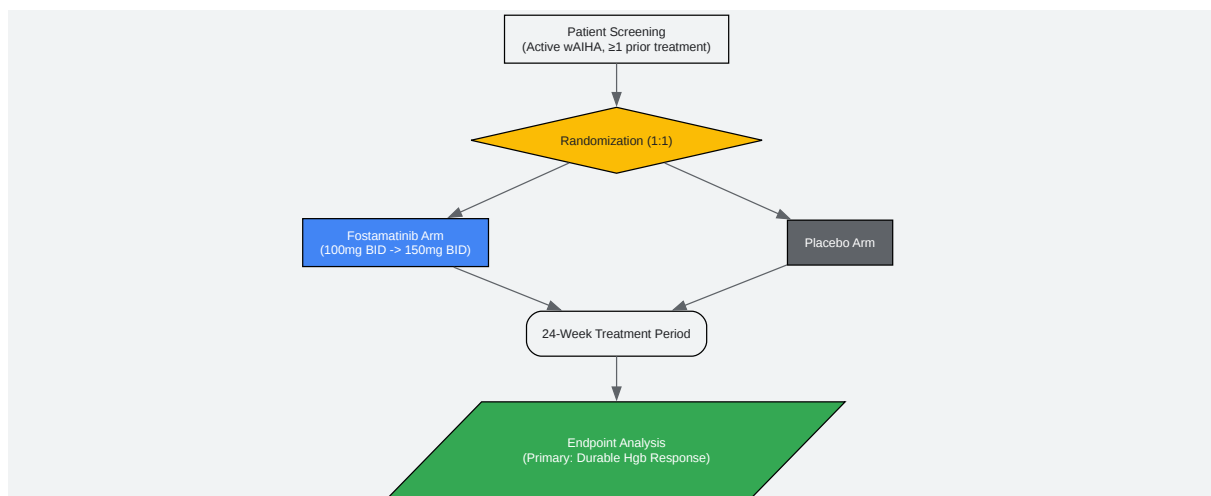 Patient Screening
(Active wAIHA, ≥1 prior treatment)
Randomization (1:1)
Fostamatinib Arm
(100mg BID -> 150mg BID)
Placebo Arm
24-Week Treatment Period
Endpoint Analysis
(Primary: Durable Hgb Response)